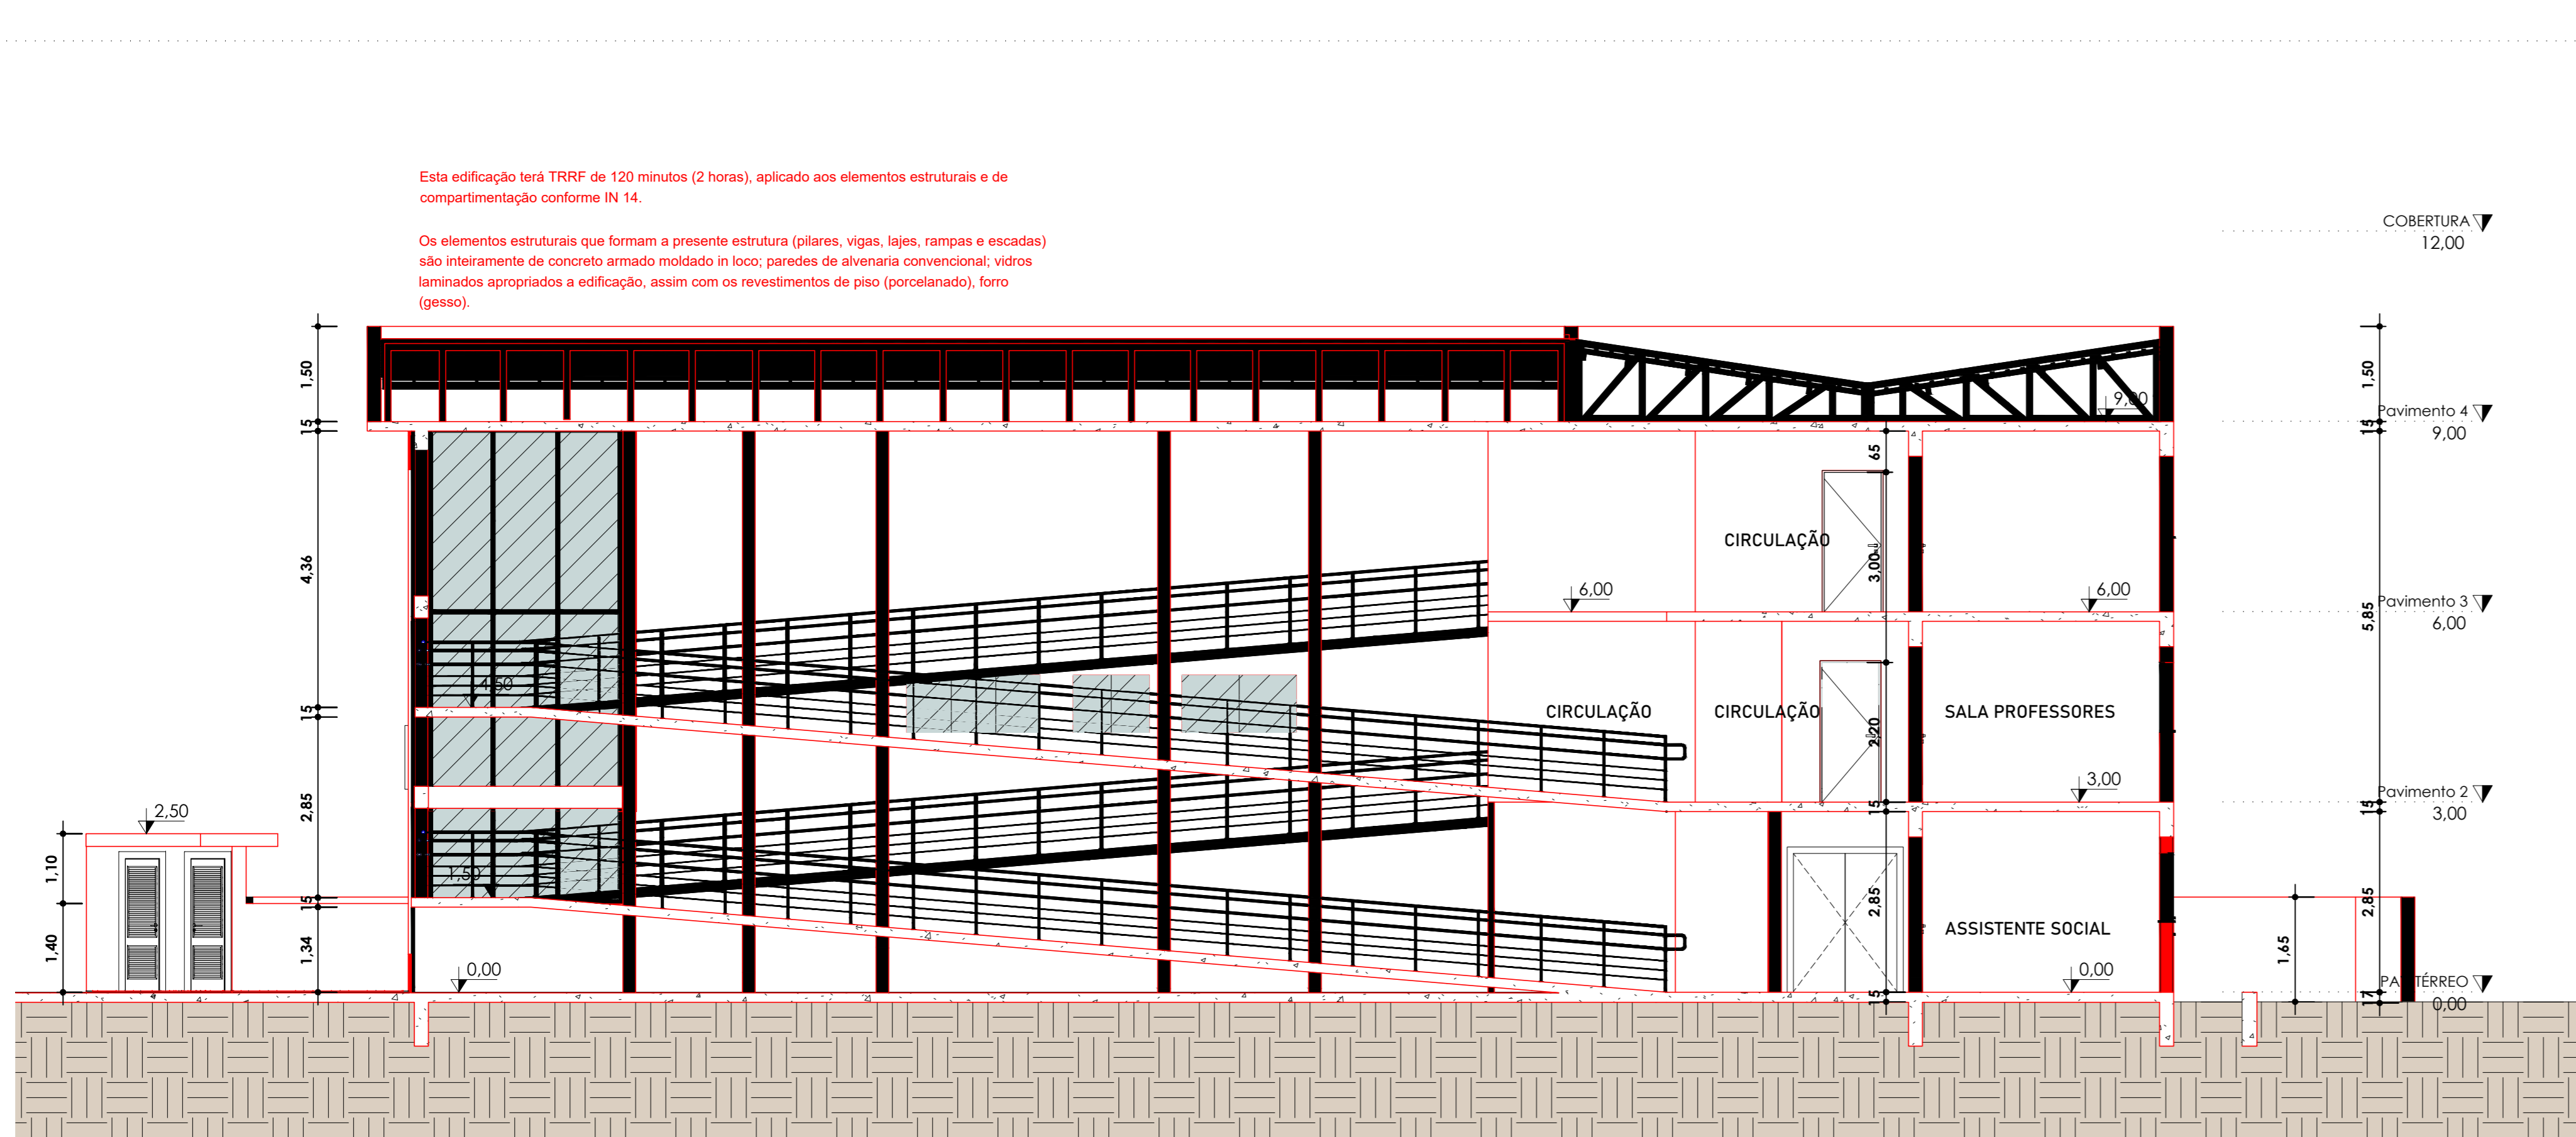 Esta edificação terá TRRF de 120 minutos (2 horas), aplicado aos elementos estruturais e de
compartimentação conforme IN 14.
Os elementos estruturais que formam a presente estrutura (pilares, vigas, lajes, rampas e escadas)
são inteiramente de concreto armado moldado in loco; paredes de alvenaria convencional; vidros
laminados apropriados a edificação, assim com os revestimentos de piso (porcelanado), forro
(gesso).
COBERTURA
12,00
1,50
1,50
9,00
Pavimento 4
9,00
15
15
65
CIRCULAÇÃO
3,00
4,36
6,00
6,00
Pavimento 3
6,00
5,85
4,50
15
CIRCULAÇÃO
CIRCULAÇÃO
2,20
SALA PROFESSORES
3,00
Pavimento 2
3,00
15
15
2,85
2,50
1,10
1,50
15
2,85
2,85
ASSISTENTE SOCIAL
1,40
1,34
1,65
0,00
0,00
15
17
TÉRREO
0,00